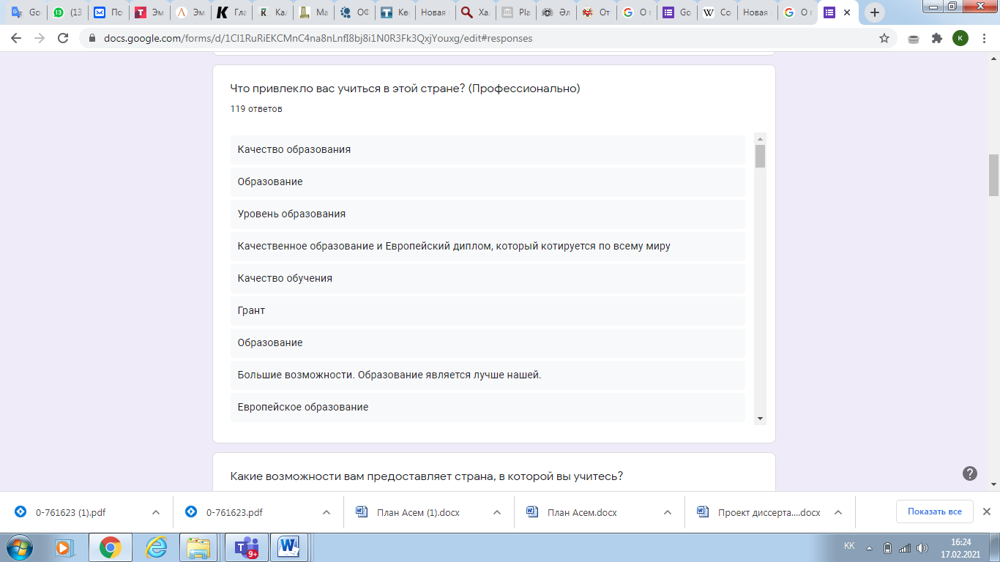 Go
(13
По
Эм
Эм
Гла
Кал
Ма
ОФ
Ке
Новая
Ха
Pla
Әл
От
О г
Go
Со
Новая
О г
docs.google.com/forms/d/1Cl1RuRiEKCMnC4na8nLnfI8bj8i1N0R3Fk3QxjYouxg/edit#responses
K
Что привлекло вас учиться в этой стране? (Профессионально)
119 ответов
Качество образования
Образование
Уровень образования
Качественное образование и Европейский диплом, который котируется по всему миру
Качество обучения
Грант
Образование
Большие возможности. Образование является лучше нашей.
Европейское образование
Какие возможности вам предоставляет страна, в которой вы учитесь?
0-761623 (1).pdf
0-761623.pdf
План Асем (1).docx
План Асем.docx
Проект диссерта....docx
Показать все
9+
KK
16:24
17.02.2021